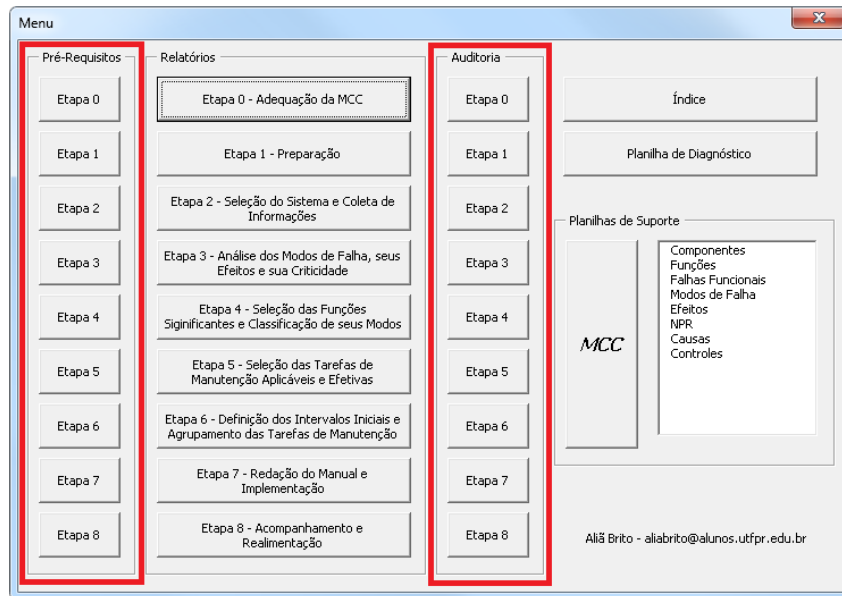 Menu
x
Pré-Requisitos
Etapa 0
Etapa 1
Etapa 2
Etapa 3
Etapa 4
Etapa 5
Etapa 6
Etapa 7
Etapa 8
Relatórios
Etapa 0 - Adequação da MCC
Etapa 1 - Preparação
Etapa 2 - Seleção do Sistema e Coleta de
Informações
Etapa 3 - Análise dos Modos de Falha, seus
Efeitos e sua Criticidade
Etapa 4 - Seleção das Funções
Siginificantes e Classificação de seus Modos
Etapa 5 - Seleção das Tarefas de
Manutenção Aplicáveis e Efetivas
Etapa 6 - Definição dos Intervalos Iniciais e
Agrupamento das Tarefas de Manutenção
Etapa 7 - Redação do Manual e
Implementação
Etapa 8 - Acompanhamento e
Realimentação
Auditoria
Etapa 0
Etapa 1
Etapa 2
Etapa 3
Etapa 4
Etapa 5
Etapa 6
Etapa 7
Etapa 8
Índice
Planilha de Diagnóstico
Planilhas de Suporte
MCC
Componentes
Funções
Falhas Funcionais
Modos de Falha
Efeitos
NPR
Causas
Controles
Aliã Brito - aliabrito@alunos.utfpr.edu.br